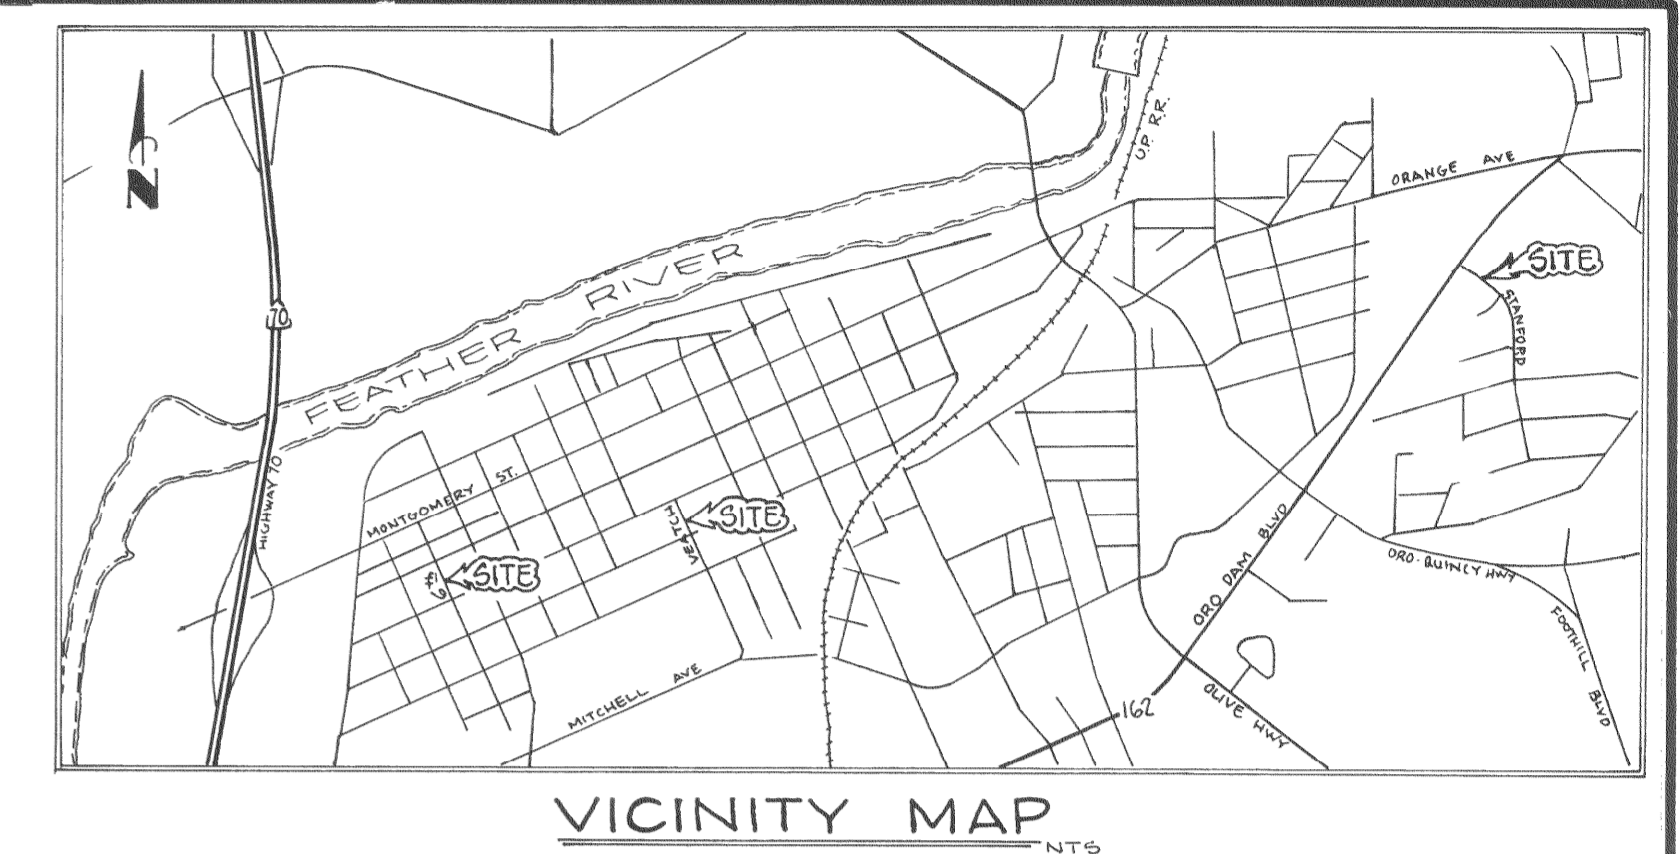 N
U.P. R.R.
ORANGE AVE
SITE
STANFORD
FEATHER RIVER
70
HIGHWAY 70
MONTGOMERY ST.
VEATCH
SITE
SITE
ORO DAM BLVD
ORO-QUINCY HWY
FOOTHILL BLVD
MITCHELL AVE
162
OLIVE HWY
VICINITY MAP
NTS